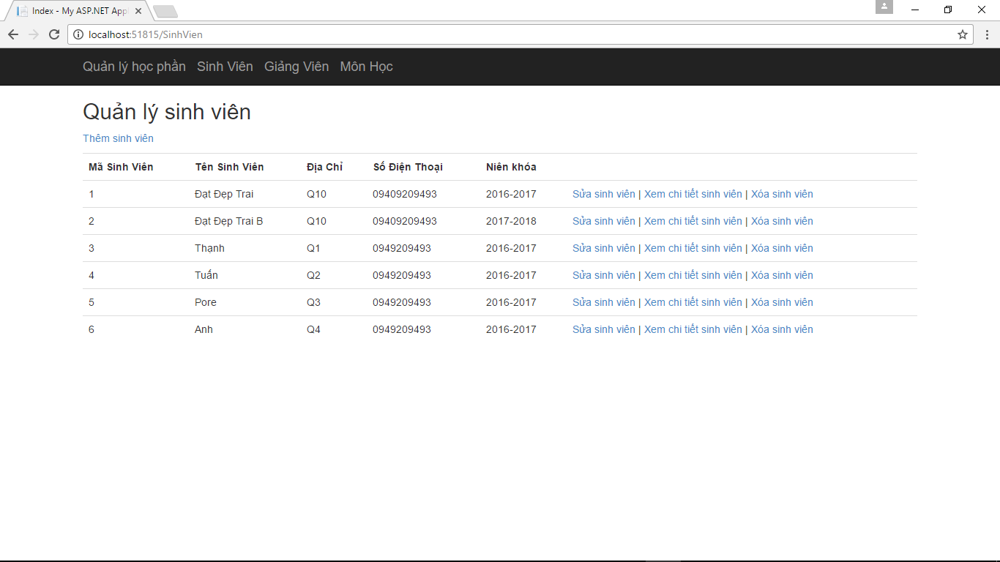 Index - My ASP.NET Appl
localhost:51815/SinhVien
Quản lý học phần Sinh Viên Giảng Viên Môn Học
Quản lý sinh viên
Thêm sinh viên
Mã Sinh Viên Tên Sinh Viên Địa Chỉ Số Điện Thoại Niên khóa
1 Đạt Đẹp Trai Q10 09409209493 2016-2017 Sửa sinh viên | Xem chi tiết sinh viên | Xóa sinh viên
2 Đạt Đẹp Trai B Q10 09409209493 2017-2018 Sửa sinh viên | Xem chi tiết sinh viên | Xóa sinh viên
3 Thạnh Q1 0949209493 2016-2017 Sửa sinh viên | Xem chi tiết sinh viên | Xóa sinh viên
4 Tuấn Q2 0949209493 2016-2017 Sửa sinh viên | Xem chi tiết sinh viên | Xóa sinh viên
5 Pore Q3 0949209493 2016-2017 Sửa sinh viên | Xem chi tiết sinh viên | Xóa sinh viên
6 Anh Q4 0949209493 2016-2017 Sửa sinh viên | Xem chi tiết sinh viên | Xóa sinh viên